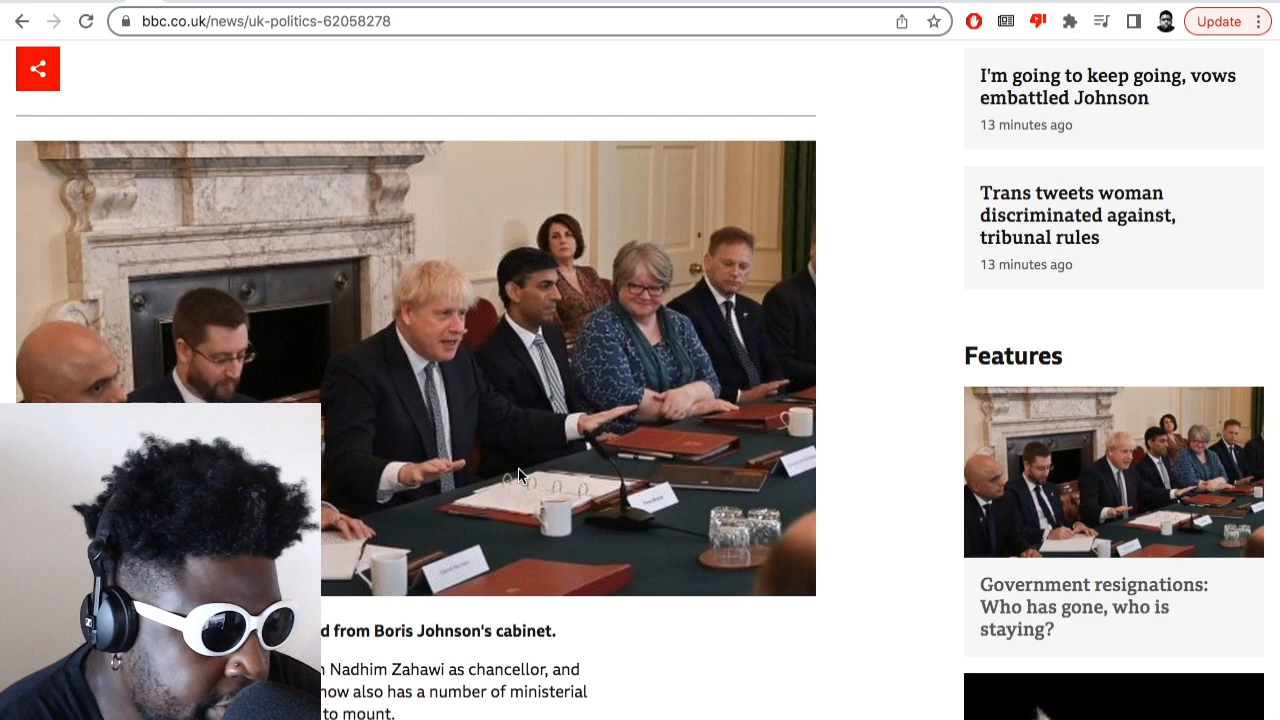 bbc.co.uk/news/uk-politics-62058278
Update
I'm going to keep going, vows
embattled Johnson
13 minutes ago
Trans tweets woman
discriminated against,
tribunal rules
13 minutes ago
Features
Government resignations:
Who has gone, who is
staying?
d from Boris Johnson's cabinet.
Nadhim Zahawi as chancellor, and
now also has a number of ministerial
to mount.